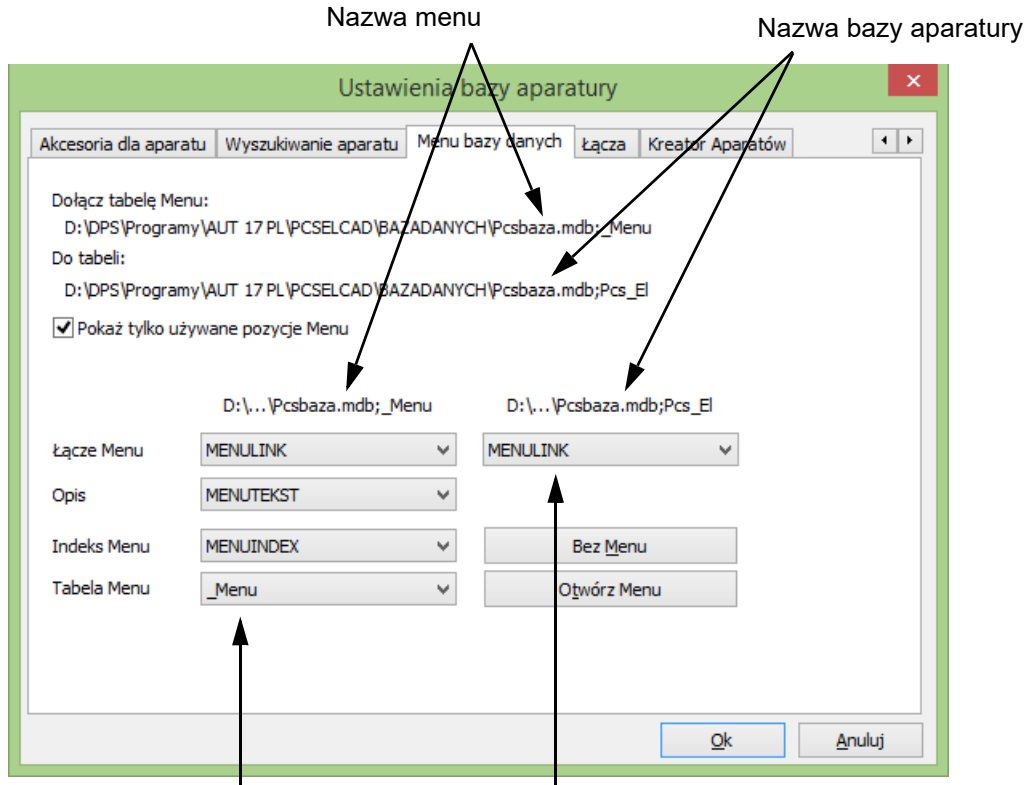 Nazwa menu
Nazwa bazy aparatury
Ustawienia bazy aparatury
Akcesoria dla aparatu Wyszukiwanie aparatu Menu bazy danych Łącza Kreator Aparatów
Dołącz tabelę Menu:
D:\DPS\Programy\AUT 17 PL\PCSELCAD\BAZADANYCH\Pcsbaza.mdb;_Menu
Do tabeli:
D:\DPS\Programy\AUT 17 PL\PCSELCAD\BAZADANYCH\Pcsbaza.mdb;Pcs_El
Pokaż tylko używane pozycje Menu
D:\...\Pcsbaza.mdb;_Menu D:\...\Pcsbaza.mdb;Pcs_El
Łącze Menu MENULINK MENULINK
Opis MENUTEKST
Indeks Menu MENUINDEX Bez Menu
Tabela Menu _Menu Otwórz Menu
Ok Anuluj